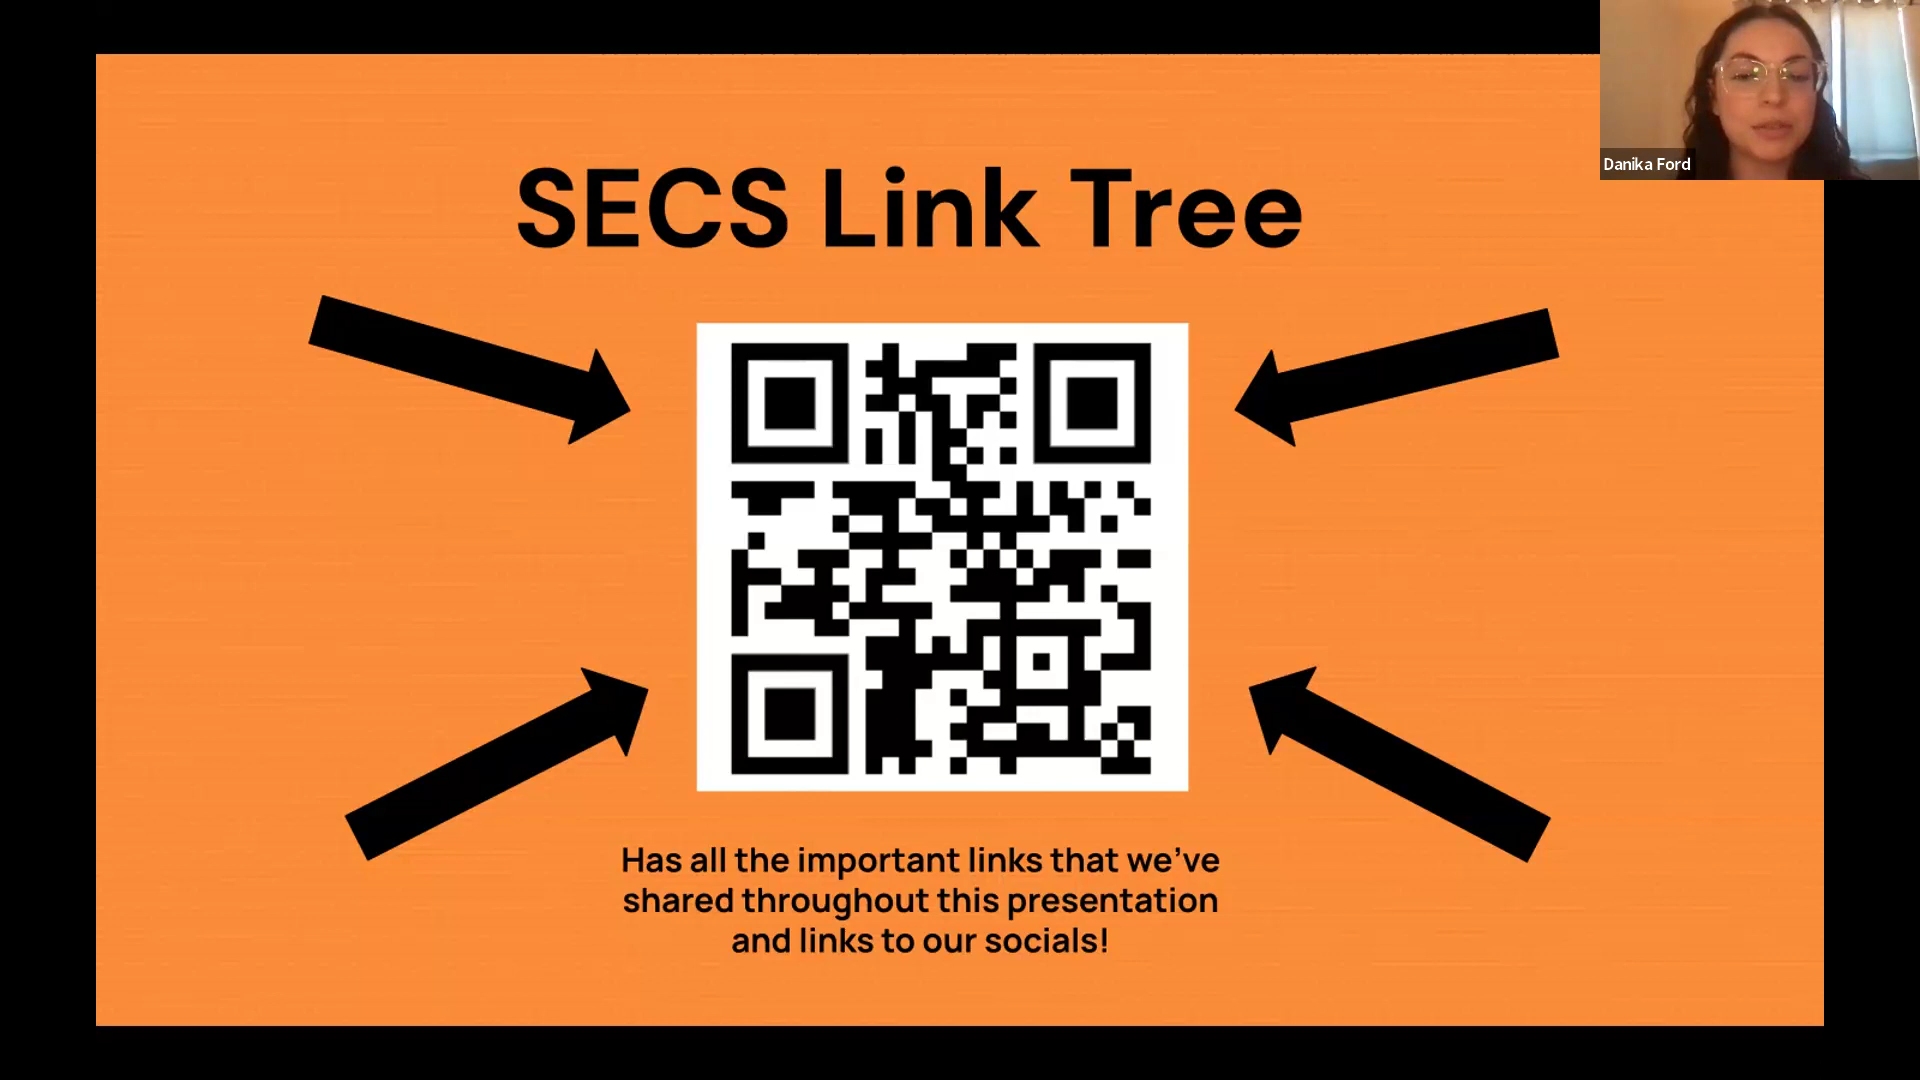 SECS Link Tree
Danika Ford
Has all the important links that we've
shared throughout this presentation
and links to our socials!